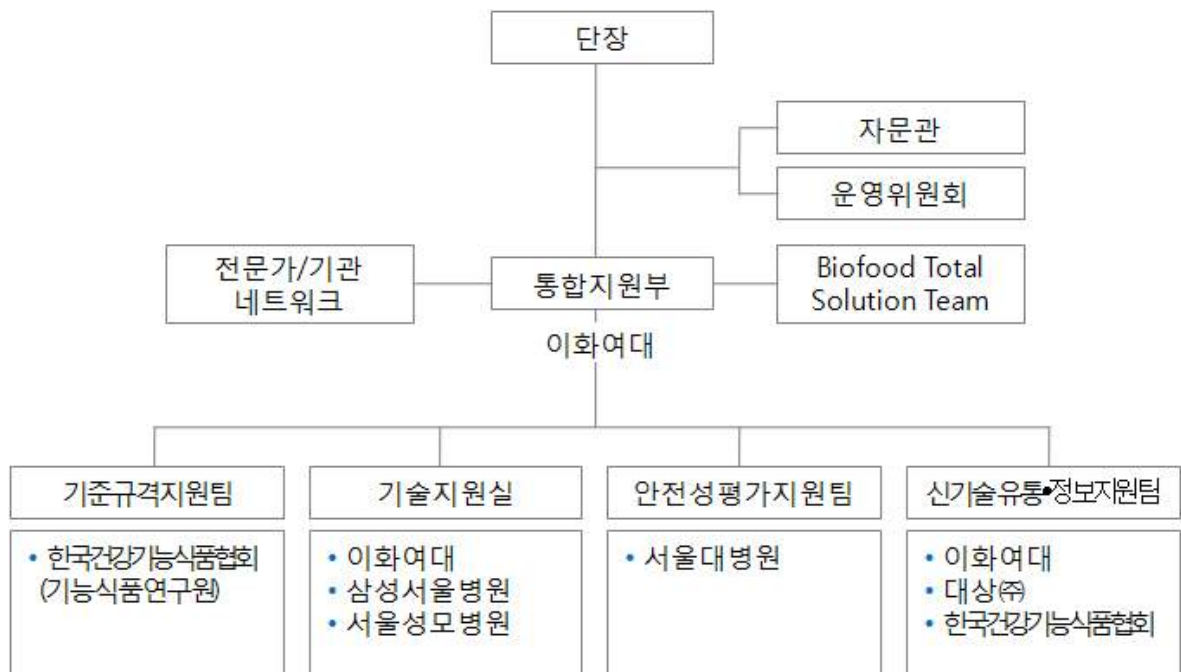 단장
자문관
운영위원회
전문가/기관
네트워크
통합지원부
Biofood Total
Solution Team
이화여대
기준규격지원팀
기술지원실
안전성평가지원팀
신기술유통•정보지원팀
• 한국건강기능식품협회
(기능식품연구원)
• 이화여대
• 삼성서울병원
• 서울성모병원
• 서울대병원
• 이화여대
• 대상㈜
• 한국건강기능식품협회